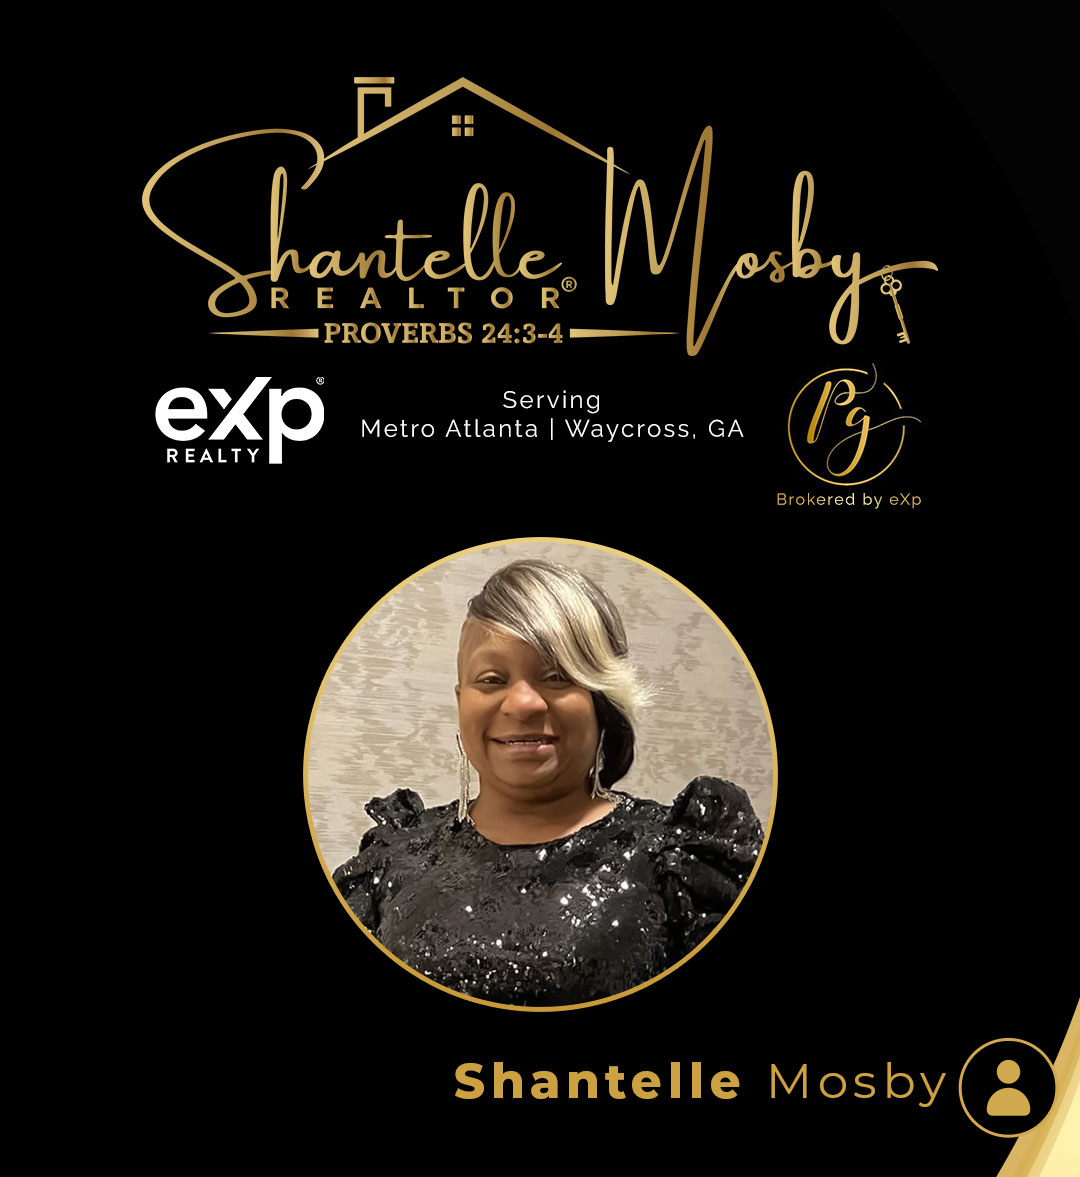 Shantelle Mosby
REALTOR®
PROVERBS 24:3-4
eXp®
REALTY
Serving
Metro Atlanta | Waycross, GA
Pg
Brokered by eXp
Shantelle Mosby